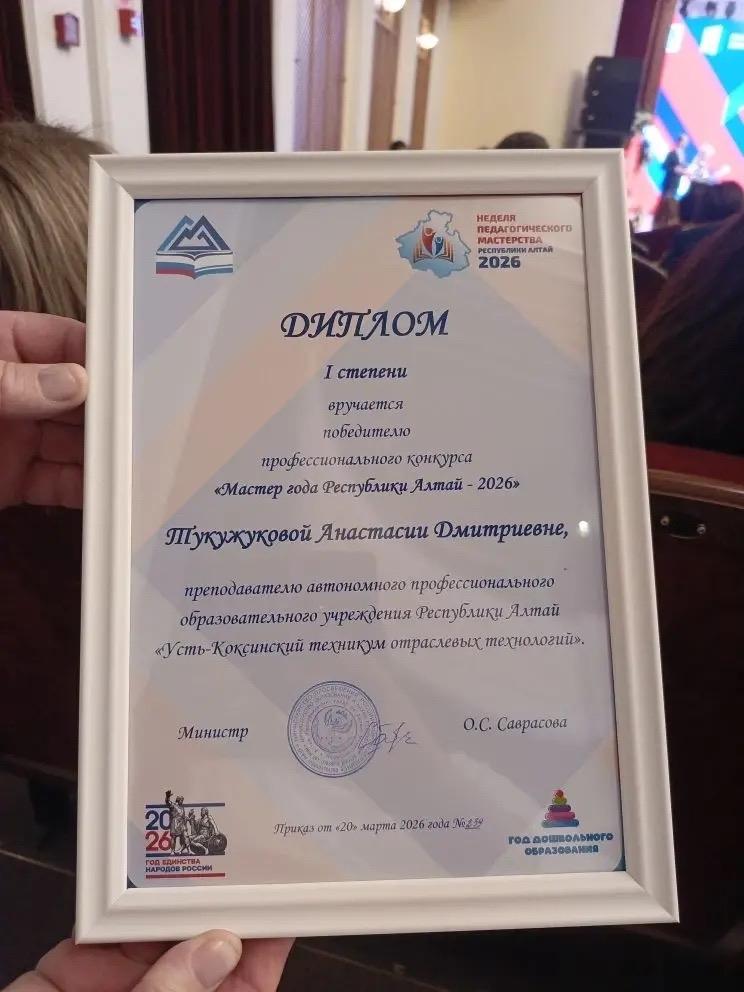 НЕДЕЛЯ
ПЕДАГОГИЧЕСКОГО
МАСТЕРСТВА
РЕСПУБЛИКИ АЛТАЙ
2026
ДИПЛОМ
I степени
вручается
победителю
профессионального конкурса
«Мастер года Республики Алтай - 2026»
Тукужуковой Анастасии Дмитриевне,
преподавателю автономного профессионального
образовательного учреждения Республики Алтай
«Усть-Коксинский техникум отраслевых технологий».
Министр
О.С. Саврасова
Приказ от «20» марта 2026 года №
2026
ГОД ЕДИНСТВА
НАРОДОВ РОССИИ
ГОД ДОШКОЛЬНОГО
ОБРАЗОВАНИЯ